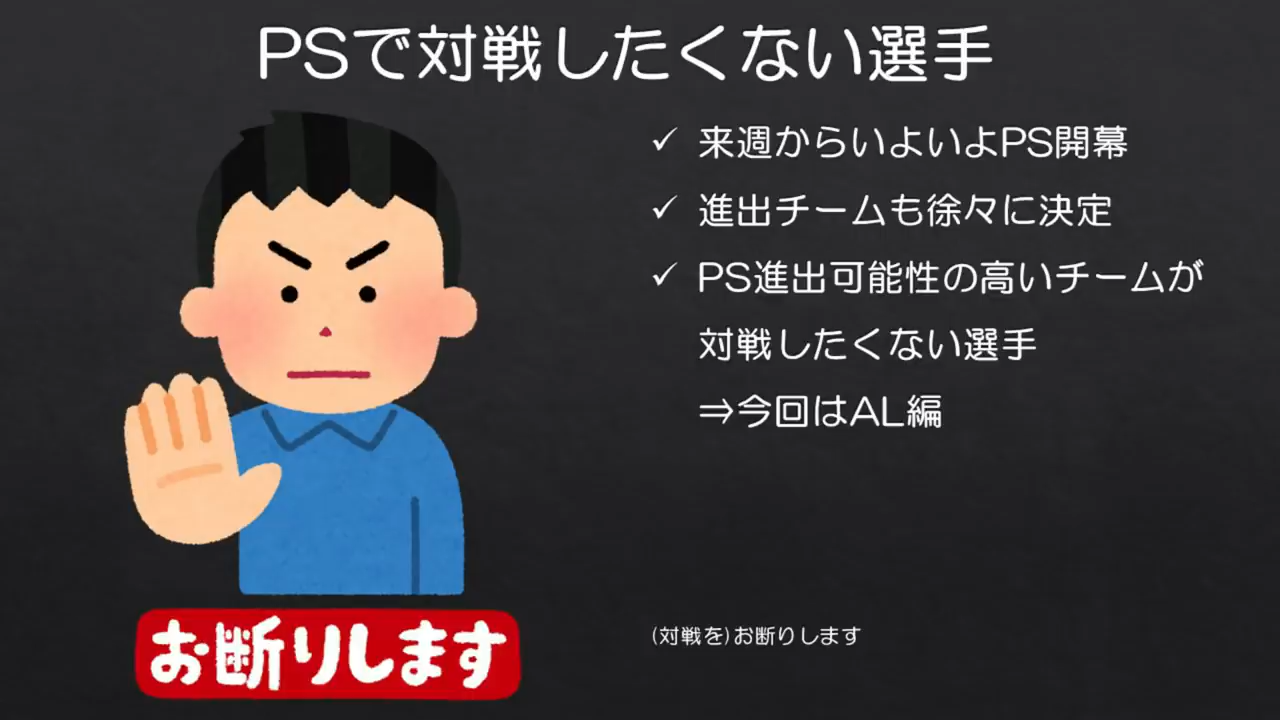 PSで対戦したくない選手
✓ 来週からいよいよPS開幕
✓ 進出チームも徐々に決定
✓ PS進出可能性の高いチームが
対戦したくない選手
⇒今回はAL編
(対戦を)お断りします
お断りします